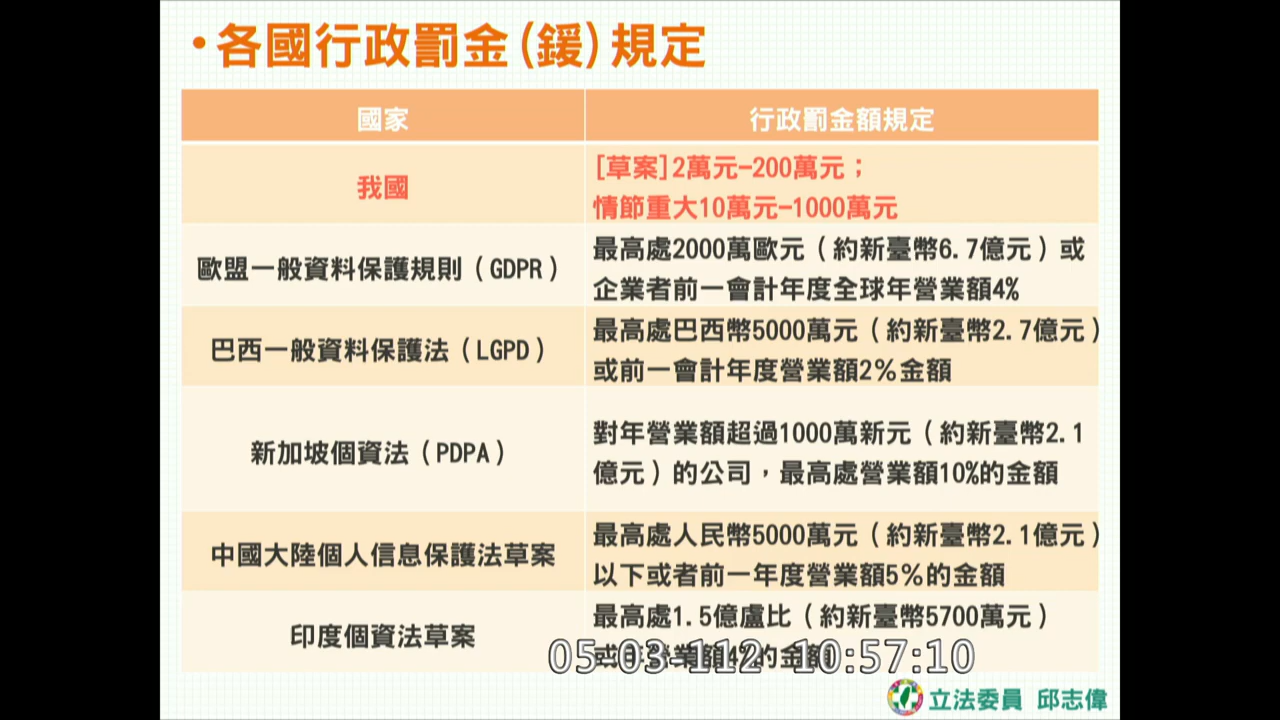 •各國行政罰金(鍰)規定
國家
行政罰金額規定
我國
[草案]2萬元-200萬元；
情節重大10萬元-1000萬元
歐盟一般資料保護規則（GDPR）
最高處2000萬歐元（約新臺幣6.7億元）或
企業者前一會計年度全球年營業額4%
巴西一般資料保護法（LGPD）
最高處巴西幣5000萬元（約新臺幣2.7億元）
或前一會計年度營業額2%金額
新加坡個資法（PDPA）
對年營業額超過1000萬新元（約新臺幣2.1
億元）的公司，最高處營業額10%的金額
中國大陸個人信息保護法草案
最高處人民幣5000萬元（約新臺幣2.1億元）
以下或者前一年度營業額5%的金額
印度個資法草案
最高處1.5億盧比（約新臺幣5700萬元）
或年營業額4%的金額
05-03-112 10:57:10
立法委員 邱志偉